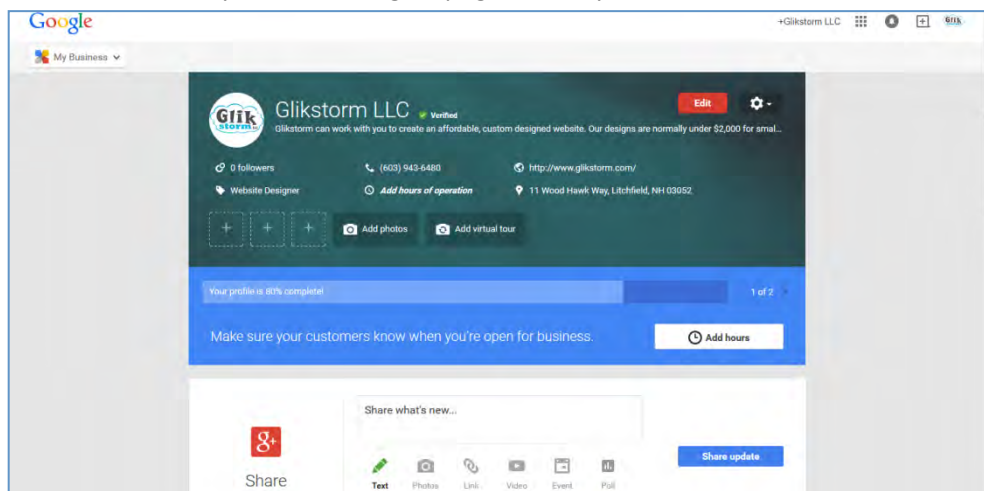 Google
+Glikstorm LLC
Glik
My Business
Glik
storm
Glikstorm LLC Verified
Edit
Glikstorm can work with you to create an affordable, custom designed website. Our designs are normally under $2,000 for smal...
0 followers (603) 943-6480 http://www.glikstorm.com/
Website Designer Add hours of operation 11 Wood Hawk Way, Litchfield, NH 03052
+ + + Add photos Add virtual tour
Your profile is 80% complete! 1 of 2
Make sure your customers know when you're open for business. Add hours
Share what's new...
g+
Share update
Share
Text Photos Link Video Event Poll